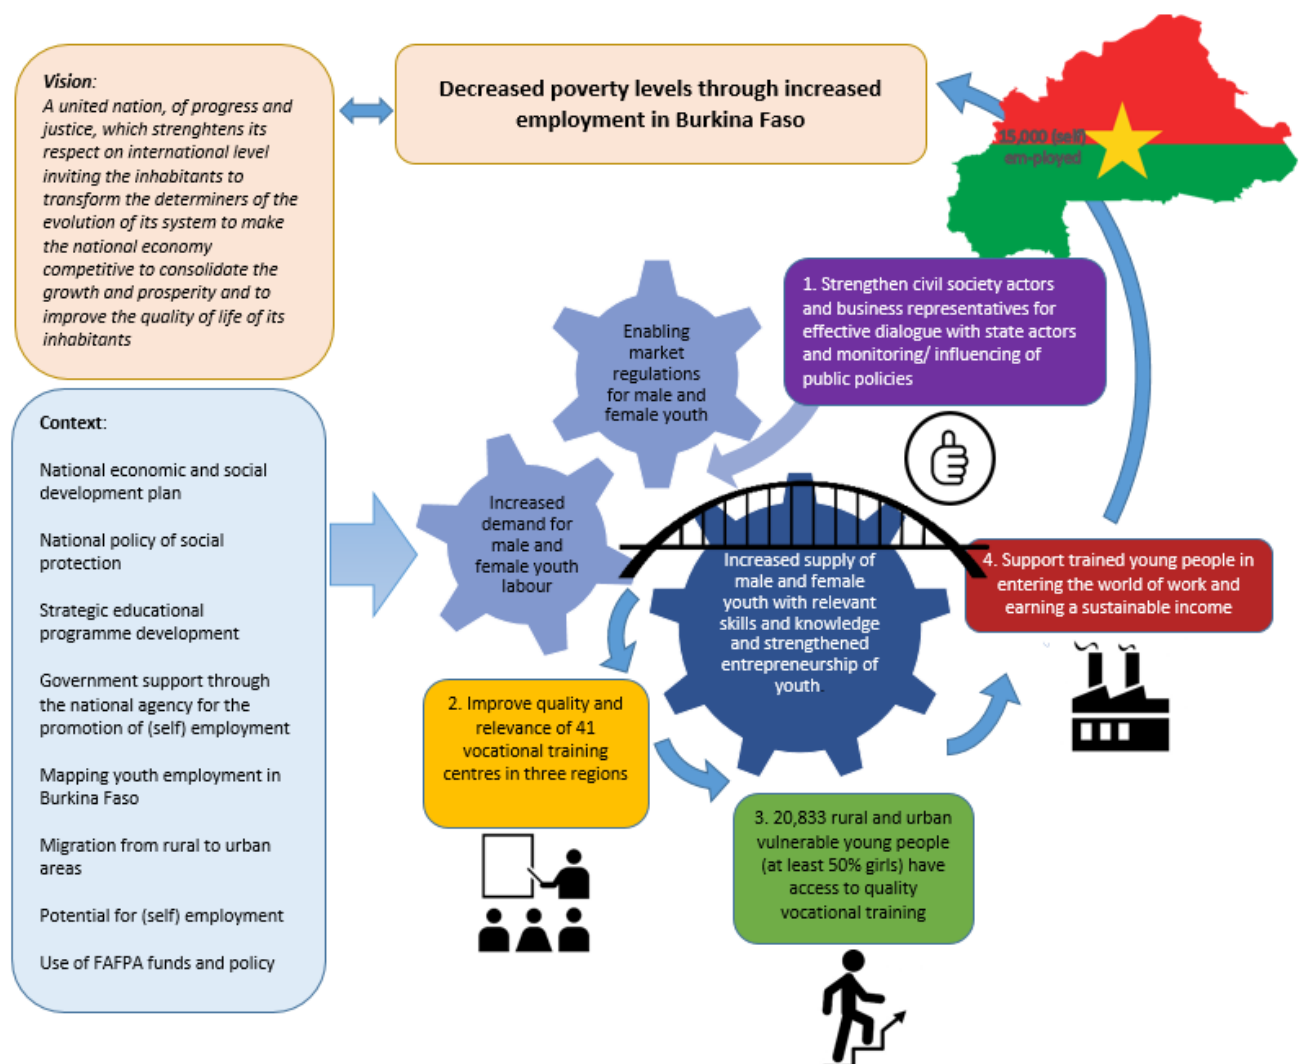 Vision:
A united nation, of progress and
justice, which strenghtens its
respect on international level
inviting the inhabitants to
transform the determiners of the
evolution of its system to make
the national economy
competitive to consolidate the
growth and prosperity and to
improve the quality of life of its
inhabitants
Decreased poverty levels through increased
employment in Burkina Faso
15,000 (self)
em-ployed
Context:
National economic and social
development plan
National policy of social
protection
Strategic educational
programme development
Government support through
the national agency for the
promotion of (self) employment
Mapping youth employment in
Burkina Faso
Migration from rural to urban
areas
Potential for (self) employment
Use of FAFPA funds and policy
Enabling
market
regulations
for male and
female youth
Increased
demand for
male and
female youth
labour
Increased supply of
male and female
youth with relevant
skills and knowledge
and strengthened
entrepreneurship of
youth
1. Strengthen civil society actors
and business representatives for
effective dialogue with state actors
and monitoring/ influencing of
public policies
2. Improve quality and
relevance of 41
vocational training
centres in three regions
3. 20,833 rural and urban
vulnerable young people
(at least 50% girls) have
access to quality
vocational training
4. Support trained young people in
entering the world of work and
earning a sustainable income